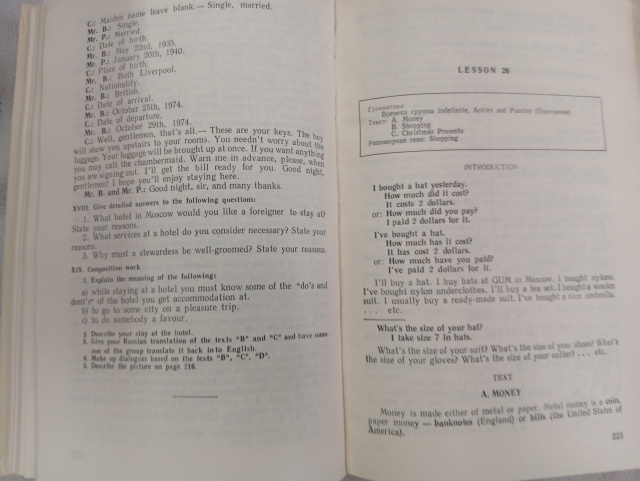 C.: Maiden name leave blank.— Single, married.
Mr. B.: Single.
Mr. P.: Married.
C.: Date of birth.
Mr. B.: May 22nd, 1935.
Mr. P.: January 20th, 1940.
C.: Place of birth.
Mr. B.: Both Liverpool.
C.: Nationality.
Mr. B.: British.
C.: Date of arrival.
Mr. B.: October 25th, 1974.
C.: Date of departure.
Mr. B.: October 29th, 1974.
C.: Well, gentlemen, that's all.— These are your keys. The boy
will show you upstairs to your rooms. You needn't worry about the
luggage. Your luggage will be brought up at once. If you want anything
you may call the chambermaid. Warn me in advance, please, when
you are signing out. I'll get the bill ready for you. Good night,
gentlemen! I hope you'll enjoy staying here.
Mr. B. and Mr. P.: Good night, sir, and many thanks.
XVIII. Give detailed answers to the following questions:
1. What hotel in Moscow would you like a foreigner to stay at?
State your reasons.
2. What services at a hotel do you consider necessary? State your
reasons.
3. Why must a stewardess be well-groomed? State your reasons.
XIX. Composition work
1. Explain the meaning of the following:
a) while staying at a hotel you must know some of the "do's and
dont's" of the hotel you get accommodation at.
b) to go to some city on a pleasure trip.
c) to do somebody a favour.
2. Describe your stay at the hotel.
3. Give your Russian translation of the texts "B" and "C" and have some
one of the group translate it back into English.
4. Make up dialogues based on the texts "B", "C", "D".
5. Describe the picture on page 216.
LESSON 26
Грамматика:
Времена группы Indefinite, Active and Passive (Повторение)
Текст: A. Money
B. Shopping
C. Christmas Presents
Разговорная тема: Shopping
INTRODUCTION
I bought a hat yesterday.
How much did it cost?
It costs 2 dollars.
or: How much did you pay?
I paid 2 dollars for it.
I've bought a hat.
How much has it cost?
It has cost 2 dollars.
or: How much have you paid?
I've paid 2 dollars for it.
I'll buy a hat. I buy hats at GUM in Moscow. I bought nylons.
I've bought nylon underclothes. I'll buy a tea set. I bought a woolen
suit. I usually buy a ready-made suit. I've bought a nice umbrella.
... etc.
What's the size of your hat?
I take size 7 in hats.
What's the size of your suit? What's the size of you: shoes? What's
the size of your gloves? What's the size of your collar? ... etc.
TEXT
A. MONEY
Money is made either of metal or paper. Metal money is a coin,
paper money — banknotes (England) or bills (the United States of
America).